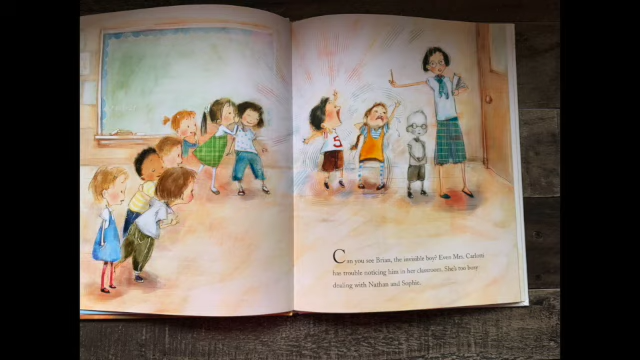 Can you see Brian, the invisible boy? Even Mrs. Carlotti
has trouble noticing him in her classroom. She's too busy
dealing with Nathan and Sophie.
S